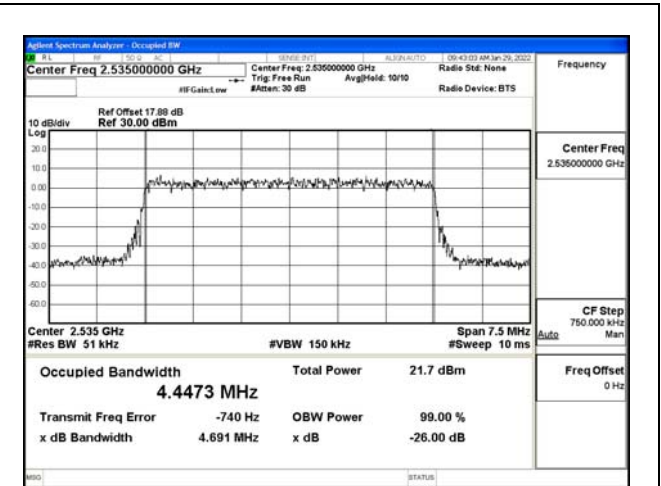 Agilent Spectrum Analyzer - Occupied BW
RL RF 50 Ω AC SENSE:INT ALIGN AUTO 09:43:03 AM Jan 29, 2022
Center Freq 2.535000000 GHz
Center Freq: 2.535000000 GHz
Radio Std: None
Trig: Free Run Avg|Hold: 10/10
#IFGain:Low #Atten: 30 dB Radio Device: BTS
Ref Offset 17.88 dB
10 dB/div Ref 30.00 dBm
Log
20.0
10.0
0.00
-10.0
-20.0
-30.0
-40.0
-50.0
-60.0
Center 2.535 GHz Span 7.5 MHz
#Res BW 51 kHz #VBW 150 kHz #Sweep 10 ms
Occupied Bandwidth Total Power 21.7 dBm
4.4473 MHz
Transmit Freq Error -740 Hz OBW Power 99.00 %
x dB Bandwidth 4.691 MHz x dB -26.00 dB
MSG STATUS
Frequency
Center Freq
2.535000000 GHz
CF Step
750.000 kHz
Auto Man
Freq Offset
0 Hz